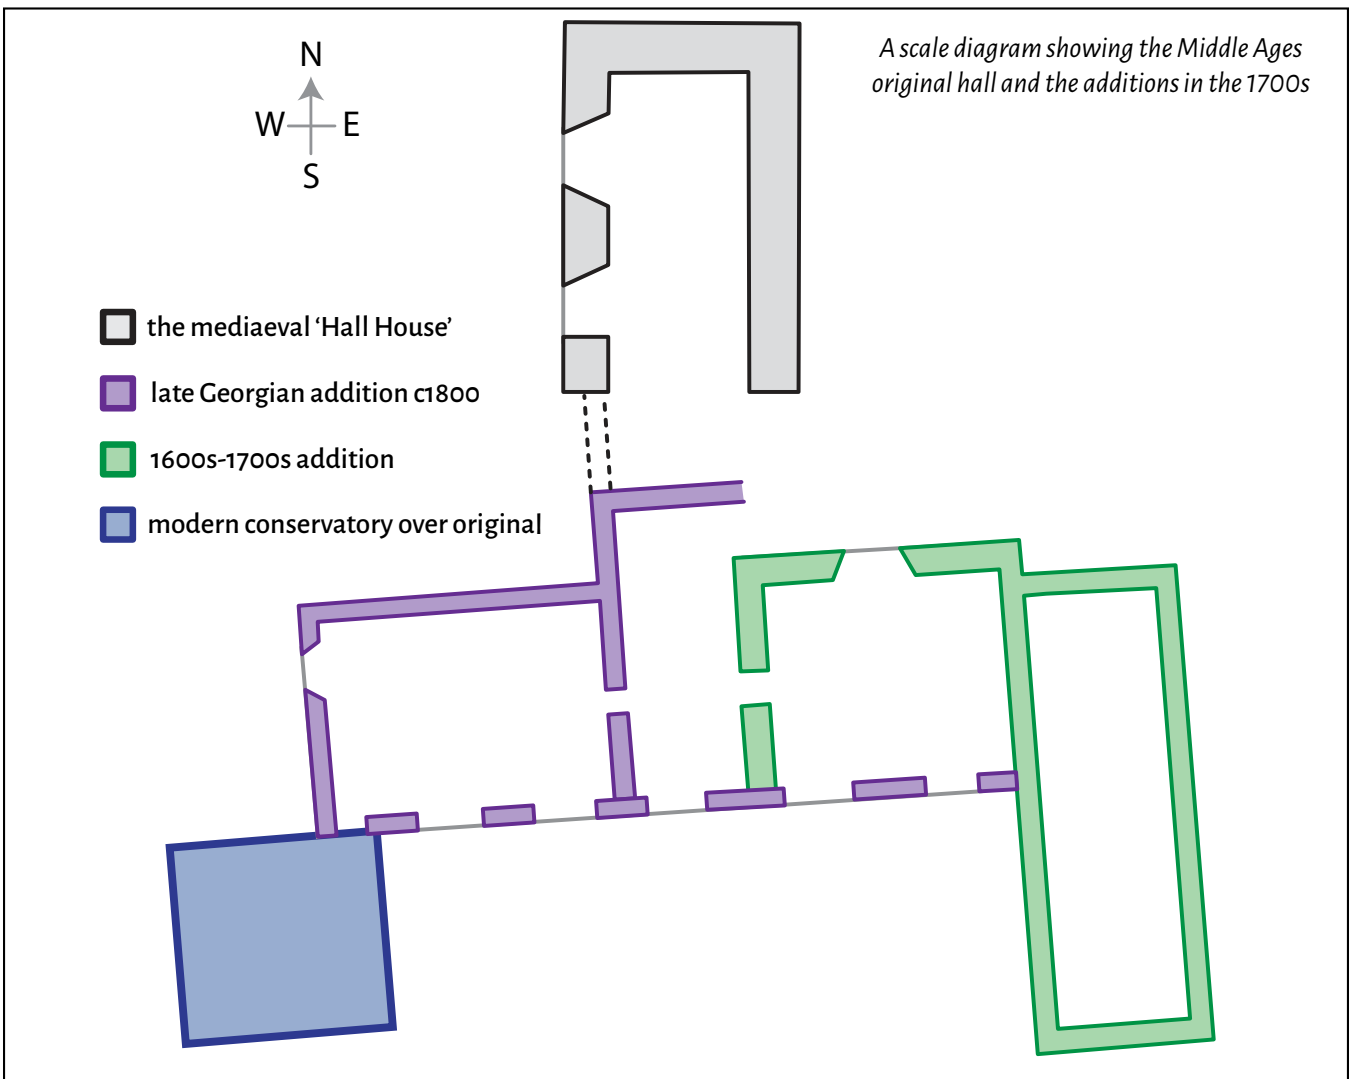 A scale diagram showing the Middle Ages
original hall and the additions in the 1700s
N
W E
S
the mediaeval ‘Hall House’
late Georgian addition c1800
1600s-1700s addition
modern conservatory over original